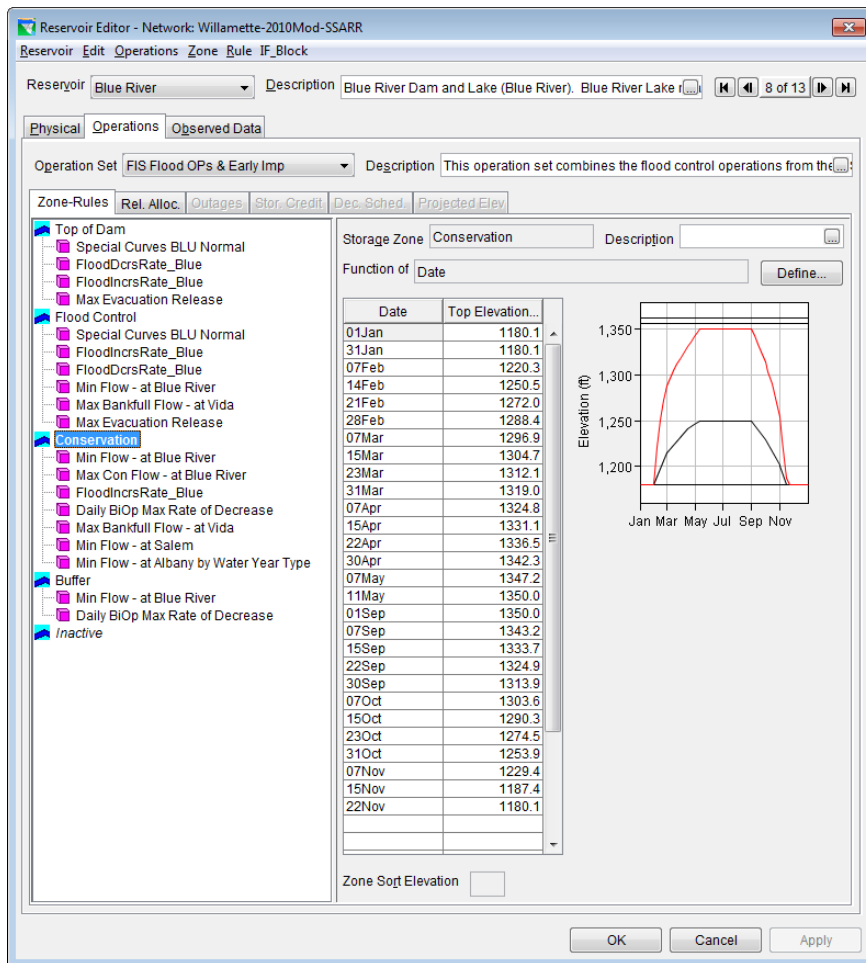 Reservoir Editor - Network: Willamette-2010Mod-SSARR
Reservoir Edit Operations Zone Rule IF_Block
Reservoir Blue River Description Blue River Dam and Lake (Blue River). Blue River Lake ... 8 of 13
Physical Operations Observed Data
Operation Set FIS Flood OPs & Early Imp Description This operation set combines the flood control operations from the ...
Zone-Rules Rel. Alloc. Outages Stor. Credit Dec. Sched. Projected Elev
Top of Dam
Special Curves BLU Normal
FloodDcrsRate_Blue
FloodIncrsRate_Blue
Max Evacuation Release
Flood Control
Special Curves BLU Normal
FloodIncrsRate_Blue
FloodDcrsRate_Blue
Min Flow - at Blue River
Max Bankfull Flow - at Vida
Max Evacuation Release
Conservation
Min Flow - at Blue River
Max Con Flow - at Blue River
FloodIncrsRate_Blue
Daily BiOp Max Rate of Decrease
Max Bankfull Flow - at Vida
Min Flow - at Salem
Min Flow - at Albany by Water Year Type
Buffer
Min Flow - at Blue River
Daily BiOp Max Rate of Decrease
Inactive
Storage Zone Conservation Description ...
Function of Date Define...
Date Top Elevation...
01Jan 1180.1
31Jan 1180.1
07Feb 1220.3
14Feb 1250.5
21Feb 1272.0
28Feb 1288.4
07Mar 1296.9
15Mar 1304.7
23Mar 1312.1
31Mar 1319.0
07Apr 1324.8
15Apr 1331.1
22Apr 1336.5
30Apr 1342.3
07May 1347.2
11May 1350.0
01Sep 1350.0
07Sep 1343.2
15Sep 1333.7
22Sep 1324.9
30Sep 1313.9
07Oct 1303.6
15Oct 1290.3
23Oct 1274.5
31Oct 1253.9
07Nov 1229.4
15Nov 1187.4
22Nov 1180.1
Elevation (ft)
1,350
1,300
1,250
1,200
Jan Mar May Jul Sep Nov
Zone Sort Elevation
OK Cancel Apply